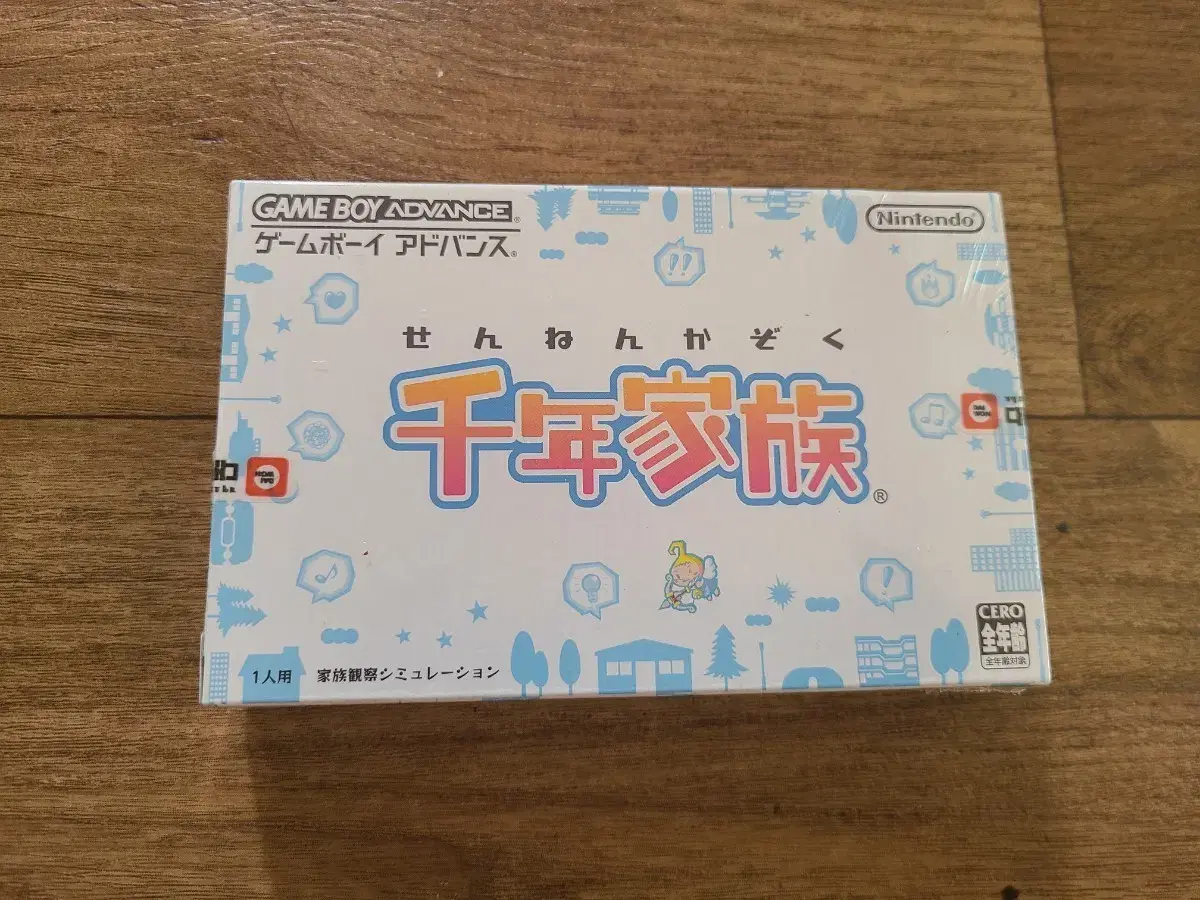 GAME BOY ADVANCE®
ゲームボーイ アドバンス®
Nintendo®
せんねんかぞく
千年家族®
!!
!
1人用 家族観察シミュレーション
CERO
全年齢
全年齢対象